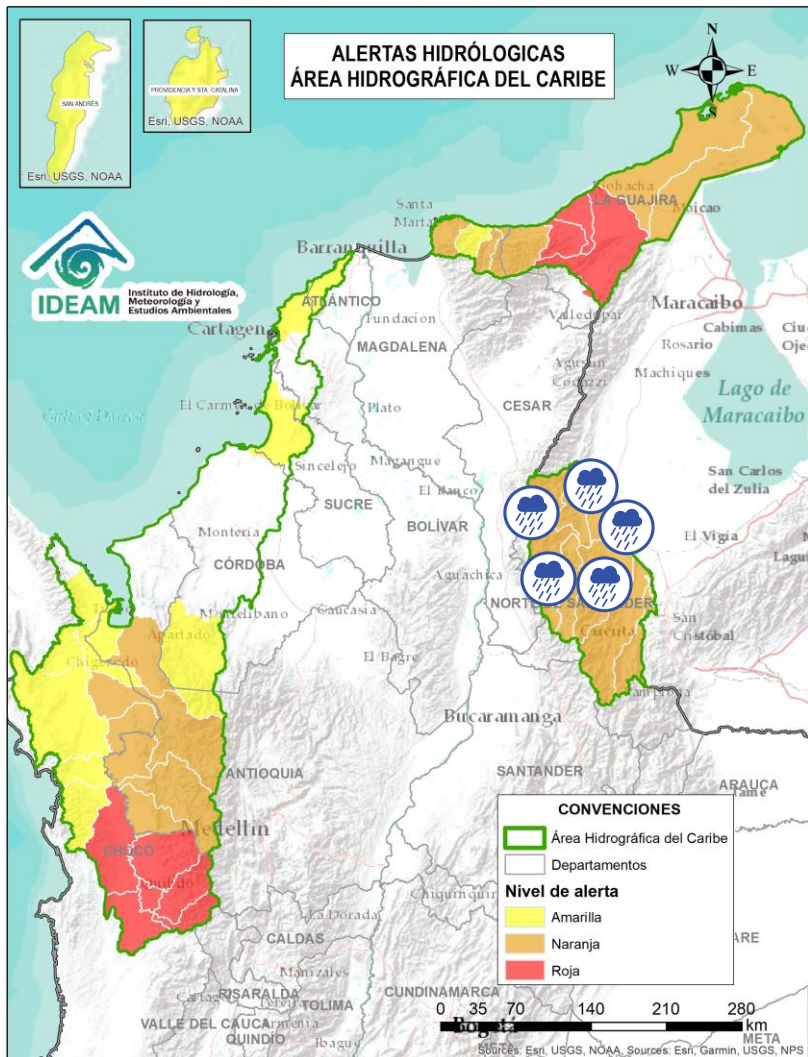 ALERTAS HIDRÓLOGICAS
ÁREA HIDROGRÁFICA DEL CARIBE
N
W
E
S
SAN ANDRÉS
Esri, USGS, NOAA
PROVIDENCIA Y STA. CATALINA
Esri, USGS, NOAA
IDEAM
Instituto de Hidrología,
Meteorología y
Estudios Ambientales
Santa
Marta
Riohacha
LA GUAJIRA
Maicao
Barranquilla
ATLÁNTICO
Maracaibo
Cartagena
Fundación
Valledupar
Cabimas
MAGDALENA
Rosario
Agustín
Codazzi
Machiques
CESAR
Lago de
Maracaibo
El Carmen de Bolívar
Plato
Sincelejo
Magangue
San Carlos
del Zulia
SUCRE
El Banco
BOLÍVAR
Montería
El Vigia
CÓRDOBA
Aguachica
NORTE DE SANTANDER
Montelibano
Caucasia
Apartadó
San
Cristóbal
Cúcuta
Chigorodó
El Bagre
Pamplona
Bucaramanga
ANTIOQUIA
SANTANDER
ARAUCA
Medellín
CHOCÓ
Quibdó
La Dorada
CALDAS
Manizales
RISARALDA
Pereira
TOLIMA
CUNDINAMARCA
Armenia
VALLE DEL CAUCA
QUINDÍO
Ibague
Bogotá
META
CONVENCIONES
Área Hidrográfica del Caribe
Departamentos
Nivel de alerta
Amarilla
Naranja
Roja
0 35 70 140 210 280
km
Sources: Esri, USGS, NOAA, Sources: Esri, Garmin, USGS, NPS